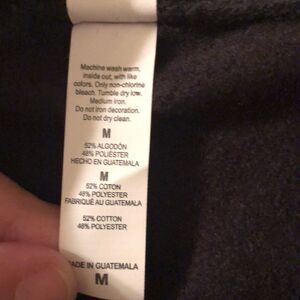 Machine wash warm,
inside out, with like
colors. Only non-chlorine
bleach. Tumble dry low.
Medium iron.
Do not iron decoration.
Do not dry clean.
M
52% ALGODÓN
48% POLIÉSTER
HECHO EN GUATEMALA
M
52% COTON
48% POLYESTER
FABRIQUÉ AU GUATEMALA
52% COTTON
48% POLYESTER
MADE IN GUATEMALA
M